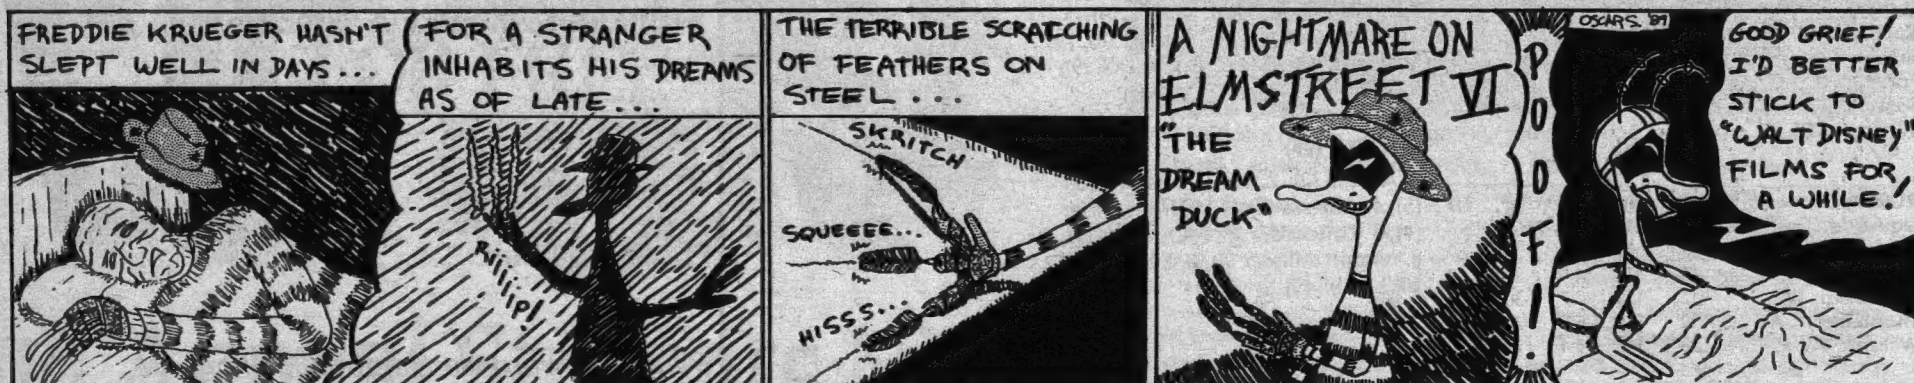 FREDDIE KRUEGER HASN'T
SLEPT WELL IN DAYS...
FOR A STRANGER
INHABITS HIS DREAMS
AS OF LATE...
RIIIIIP!
THE TERRIBLE SCRATCHING
OF FEATHERS ON
STEEL...
SKRITCH
SQUEEEE...
HISSS...
A NIGHTMARE ON
ELMSTREET VI
"THE
DREAM
DUCK"
POOFI.
OSCARS. '89
GOOD GRIEF!
I'D BETTER
STICK TO
"WALT DISNEY"
FILMS FOR,
A WHILE!